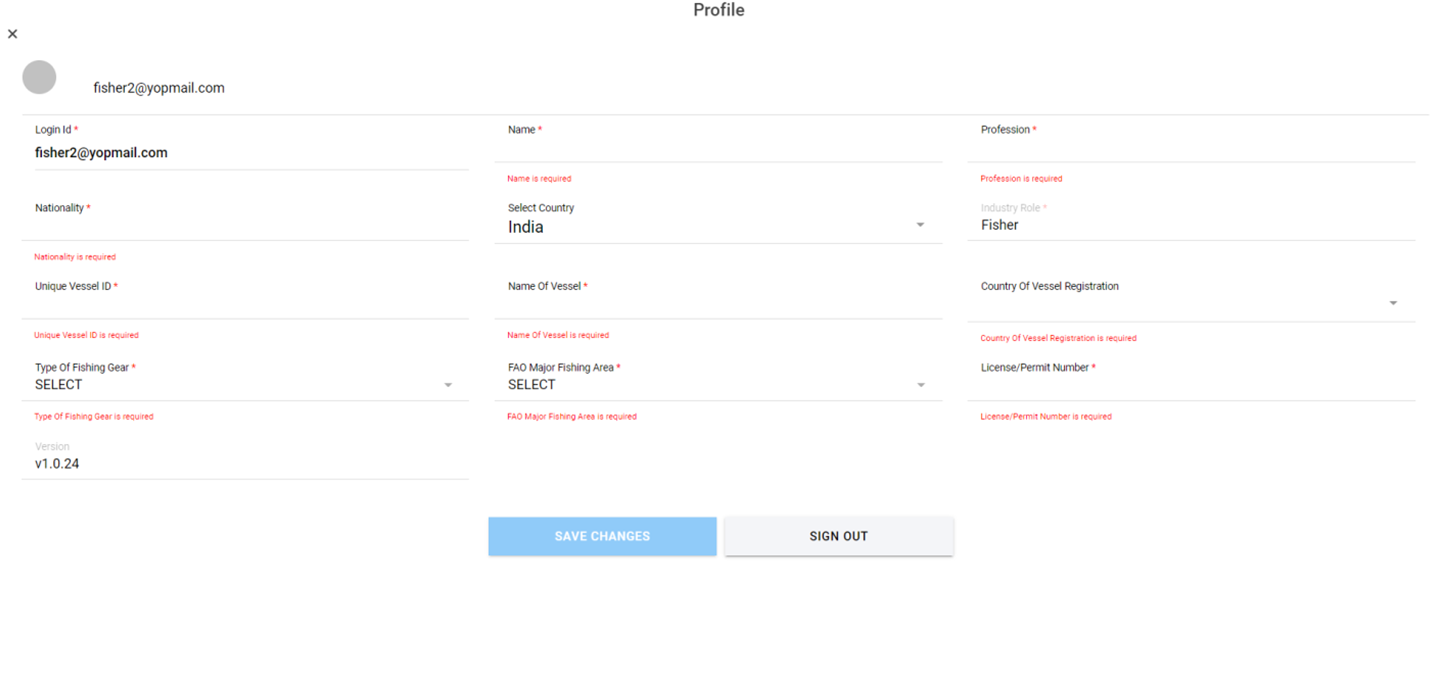 Profile
×
fisher2@yopmail.com
Login Id *
Name *
Profession *
fisher2@yopmail.com
Name is required
Profession is required
Nationality *
Select Country
Industry Role *
India
Fisher
Nationality is required
Unique Vessel ID *
Name Of Vessel *
Country Of Vessel Registration
Unique Vessel ID is required
Name Of Vessel is required
Country Of Vessel Registration is required
Type Of Fishing Gear *
FAO Major Fishing Area *
License/Permit Number *
SELECT
SELECT
Type Of Fishing Gear is required
FAO Major Fishing Area is required
License/Permit Number is required
Version
v1.0.24
SAVE CHANGES
SIGN OUT